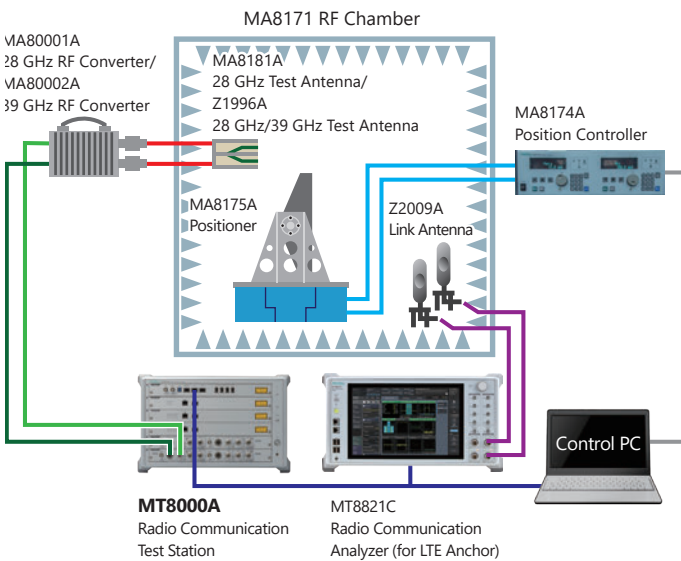 MA8171 RF Chamber
MA80001A
28 GHz RF Converter/
MA80002A
39 GHz RF Converter
MA8181A
28 GHz Test Antenna/
Z1996A
28 GHz/39 GHz Test Antenna
MA8174A
Position Controller
MA8175A
Positioner
Z2009A
Link Antenna
Control PC
MT8000A
Radio Communication
Test Station
MT8821C
Radio Communication
Analyzer (for LTE Anchor)